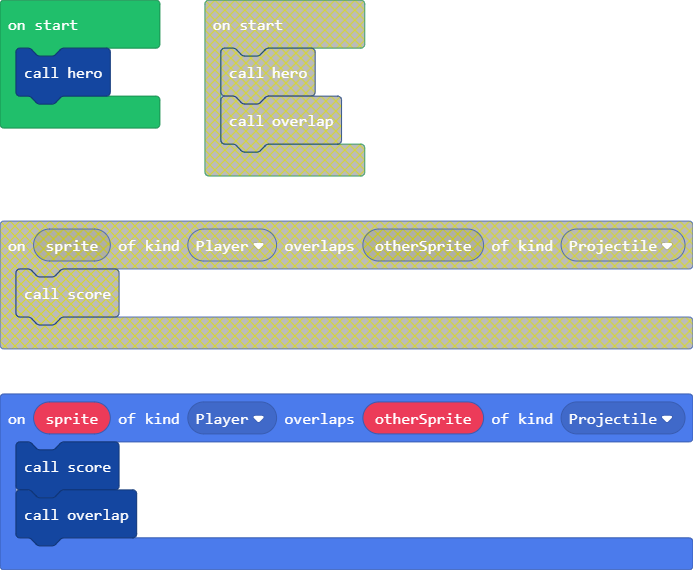 on start
call hero
on start
call hero
call overlap
on sprite of kind Player overlaps otherSprite of kind Projectile
call score
on sprite of kind Player overlaps otherSprite of kind Projectile
call score
call overlap